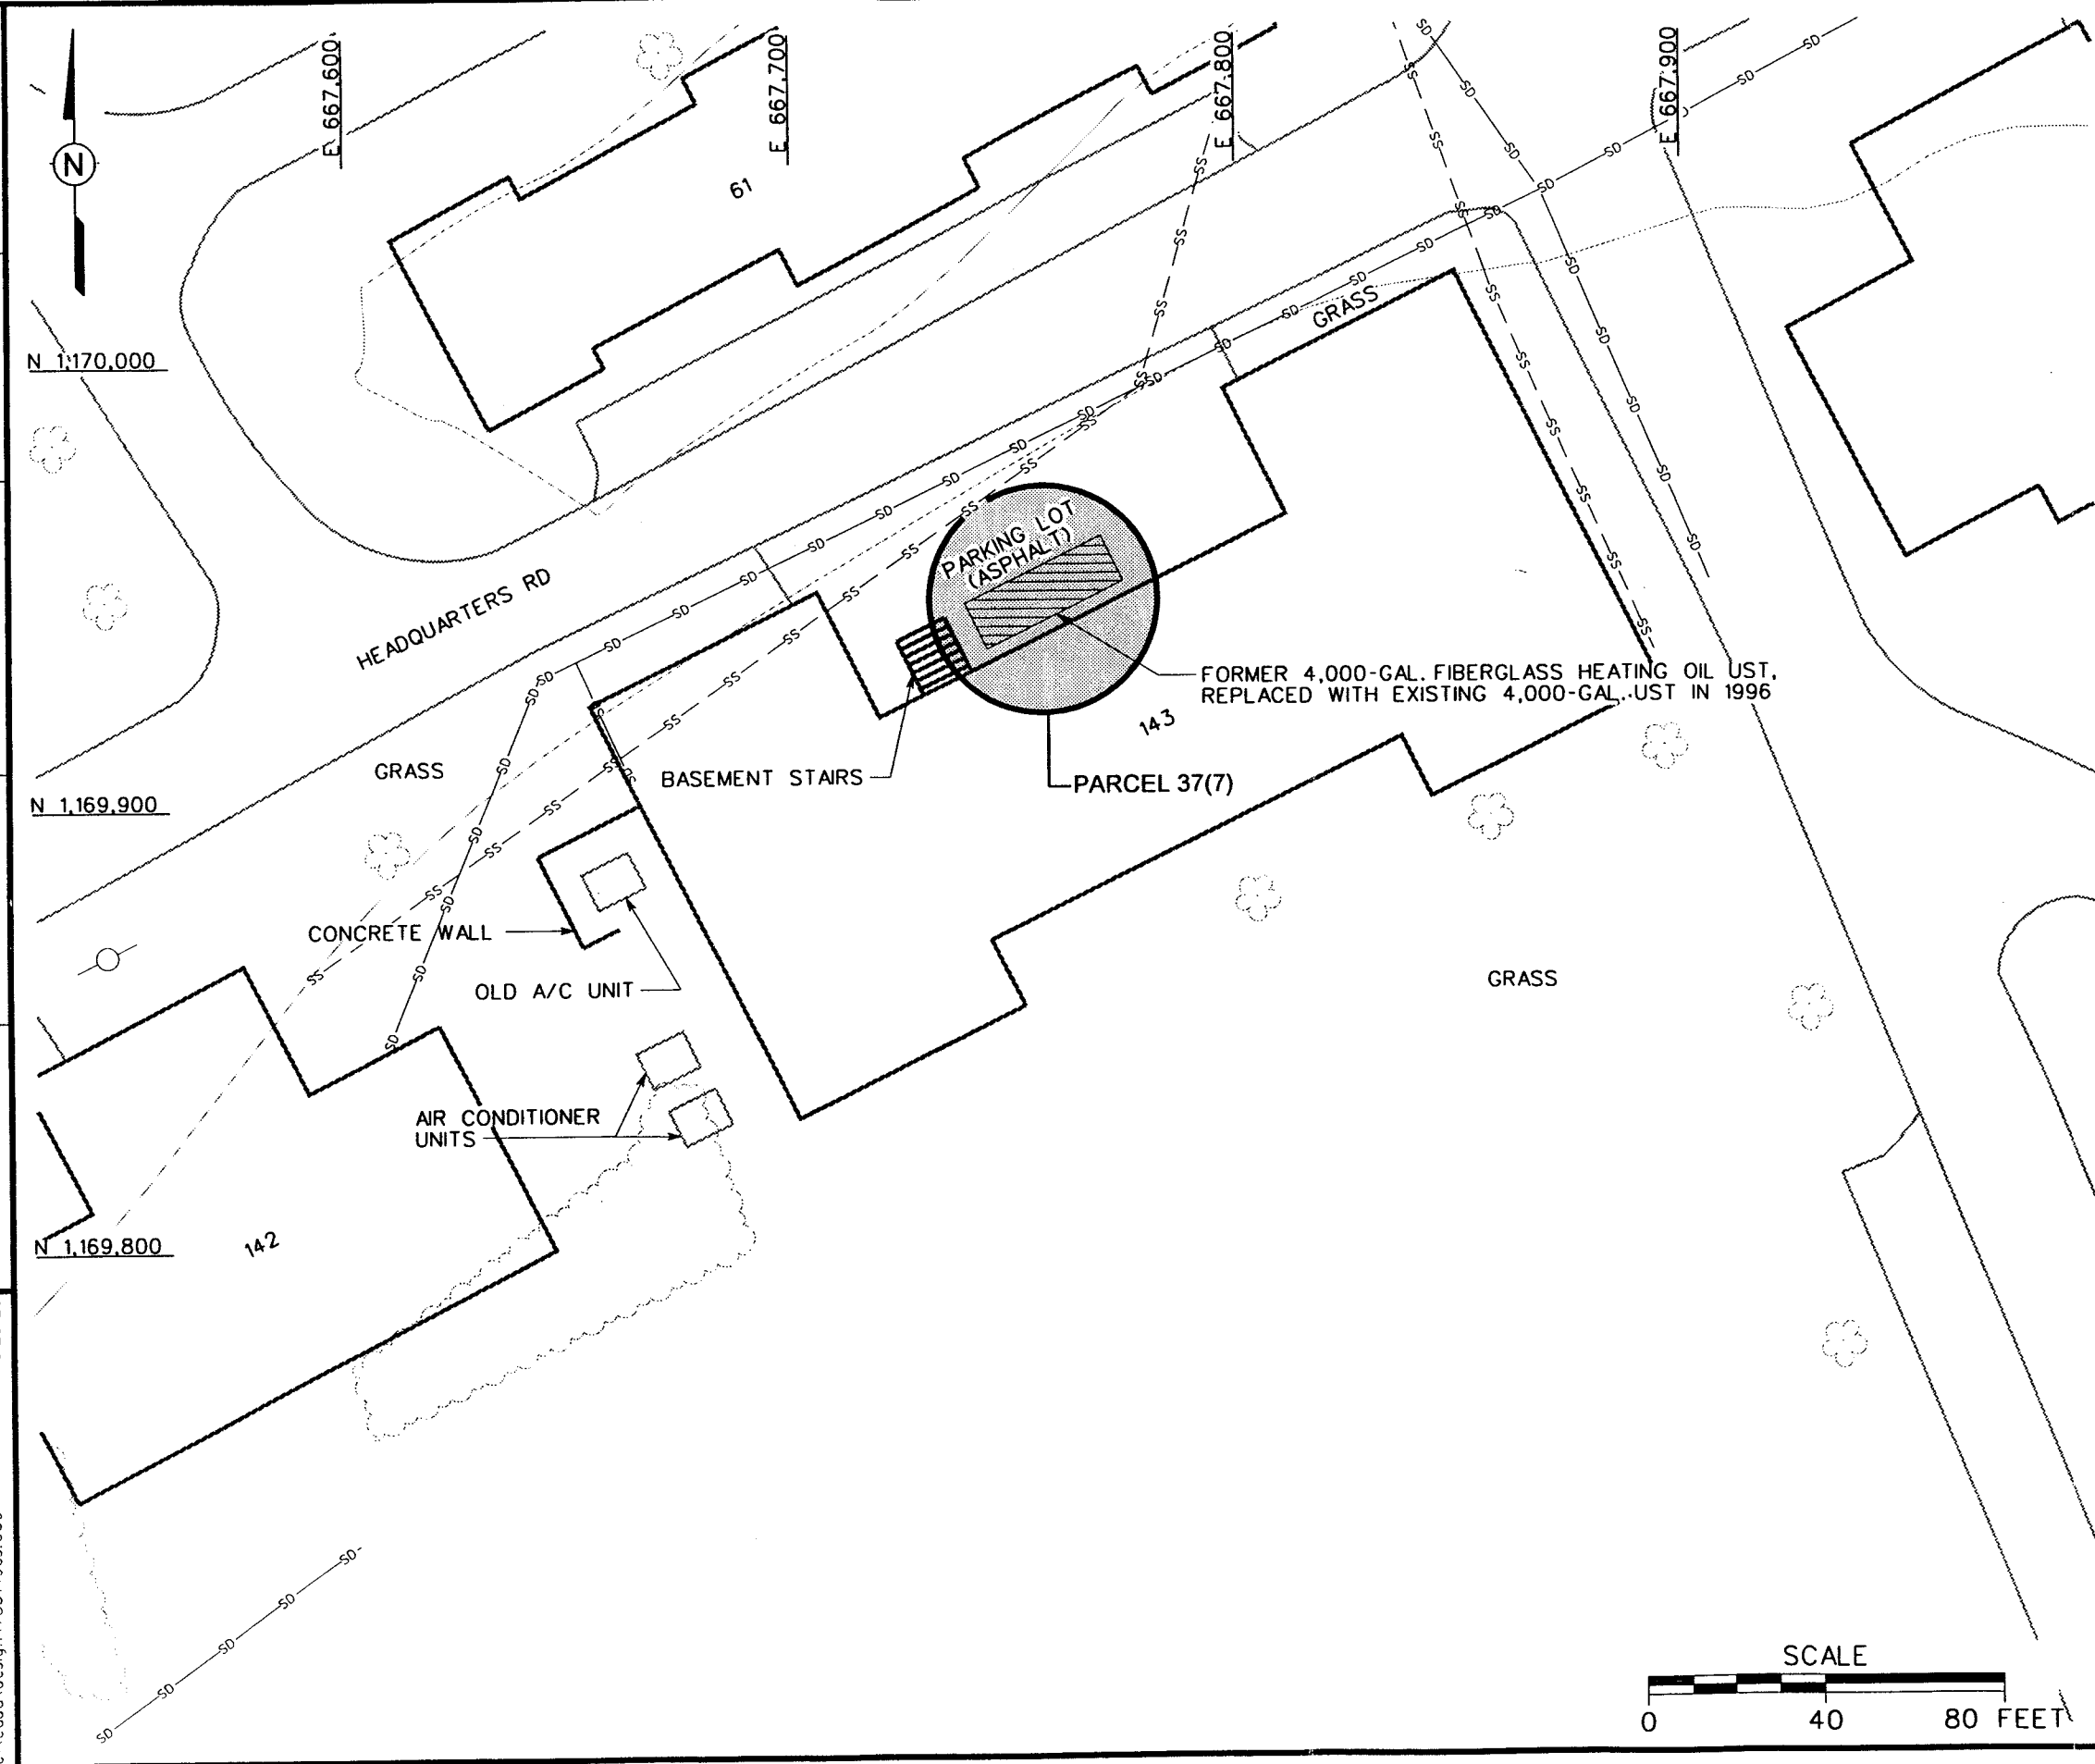 E 667,600
E 667,700
E 667,800
E 667,900
N
61
N 1,170,000
GRASS
PARKING LOT
(ASPHALT)
HEADQUARTERS RD
FORMER 4,000-GAL. FIBERGLASS HEATING OIL UST,
REPLACED WITH EXISTING 4,000-GAL. UST IN 1996
143
GRASS
BASEMENT STAIRS
PARCEL 37(7)
N 1,169,900
CONCRETE WALL
OLD A/C UNIT
GRASS
AIR CONDITIONER
UNITS
N 1,169,800
142
SD
SS
SCALE
0 40 80 FEET